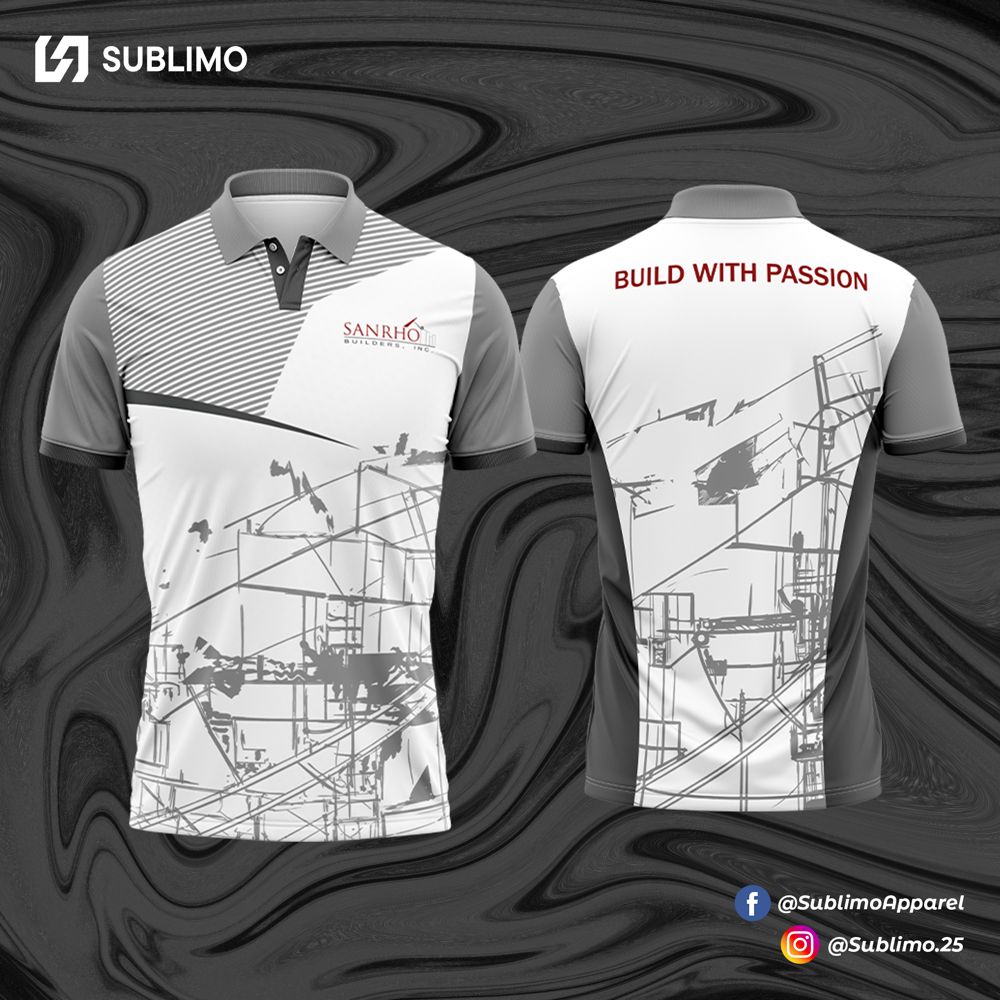 SUBLIMO
SANRHO
BUILDERS, INC.
BUILD WITH PASSION
@SublimoApparel
@Sublimo.25